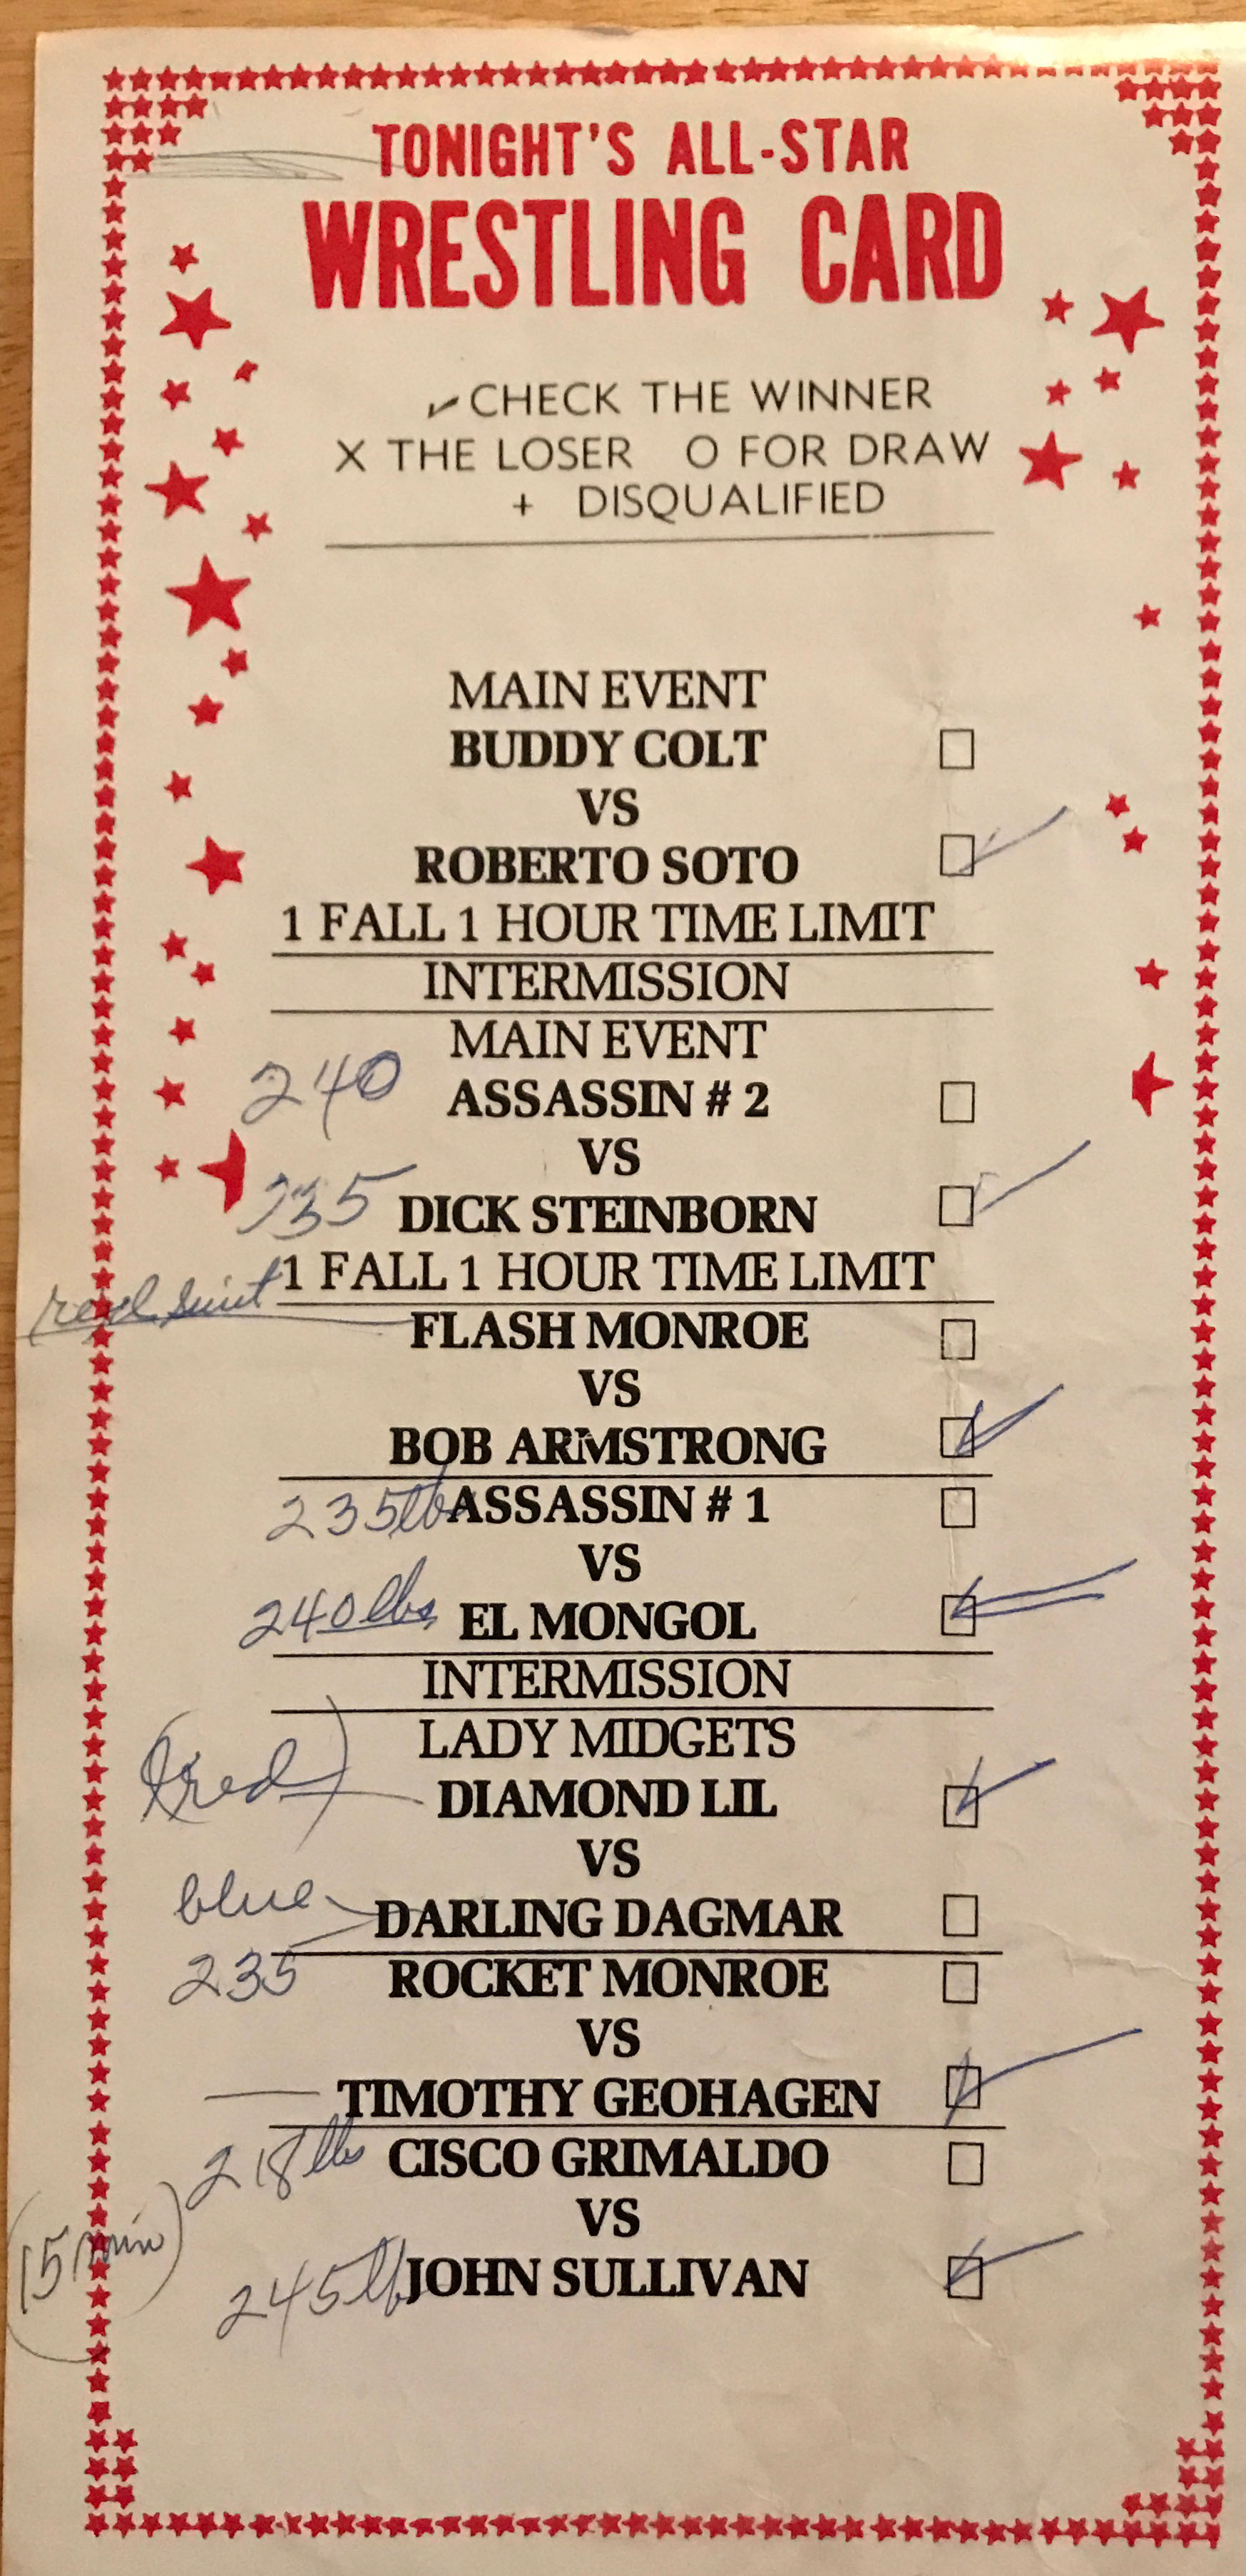 TONIGHT'S ALL-STAR
WRESTLING CARD
✓ CHECK THE WINNER
X THE LOSER O FOR DRAW
+ DISQUALIFIED
MAIN EVENT
BUDDY COLT
VS
ROBERTO SOTO
1 FALL 1 HOUR TIME LIMIT
INTERMISSION
MAIN EVENT
240 ASSASSIN # 2
VS
235 DICK STEINBORN
1 FALL 1 HOUR TIME LIMIT
red suit FLASH MONROE
VS
BOB ARMSTRONG
235 lbs ASSASSIN # 1
VS
240 lbs EL MONGOL
INTERMISSION
LADY MIDGETS
(red) DIAMOND LIL
VS
blue DARLING DAGMAR
235 ROCKET MONROE
VS
TIMOTHY GEOHAGEN
218 lbs CISCO GRIMALDO
(15 min) VS
245 lb JOHN SULLIVAN